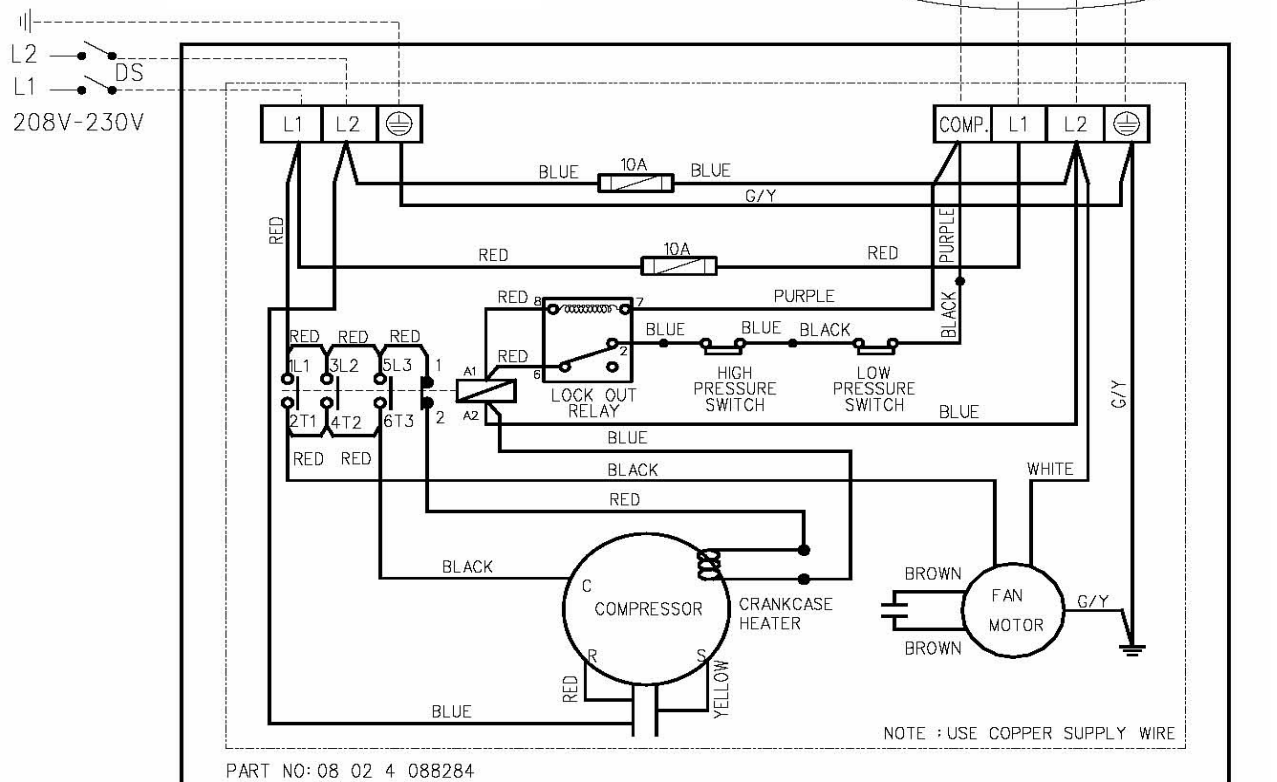 L2
L1
DS
208V-230V
L1 L2
COMP. L1 L2
BLUE 10A BLUE
G/Y
RED
PURPLE
RED 10A RED
RED 8 7 PURPLE
BLACK
BLUE BLUE BLACK
2
RED RED RED
1L1 3L2 5L3 1
RED
6
A1
LOCK OUT
RELAY
HIGH
PRESSURE
SWITCH
LOW
PRESSURE
SWITCH
G/Y
2T1 4T2 6T3 2
A2
BLUE
BLUE
RED RED
BLACK
WHITE
RED
BLACK
C
COMPRESSOR
CRANKCASE
HEATER
BROWN
FAN
MOTOR
G/Y
BROWN
R S
RED
YELLOW
BLUE
NOTE : USE COPPER SUPPLY WIRE
PART NO: 08 02 4 088284